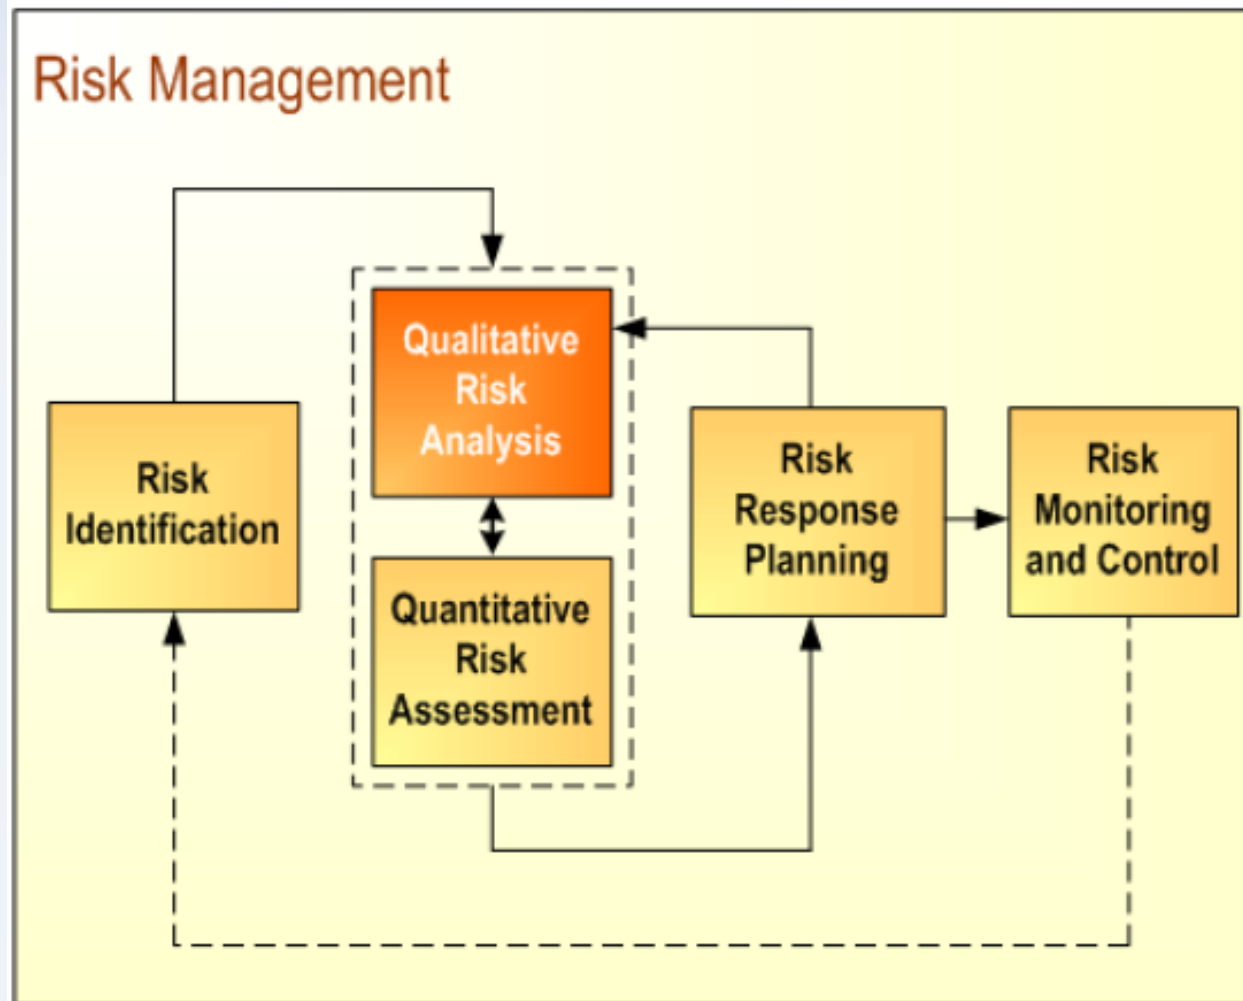 Risk Management
Qualitative
Risk
Analysis
Risk
Identification
Quantitative
Risk
Assessment
Risk
Response
Planning
Risk
Monitoring
and Control